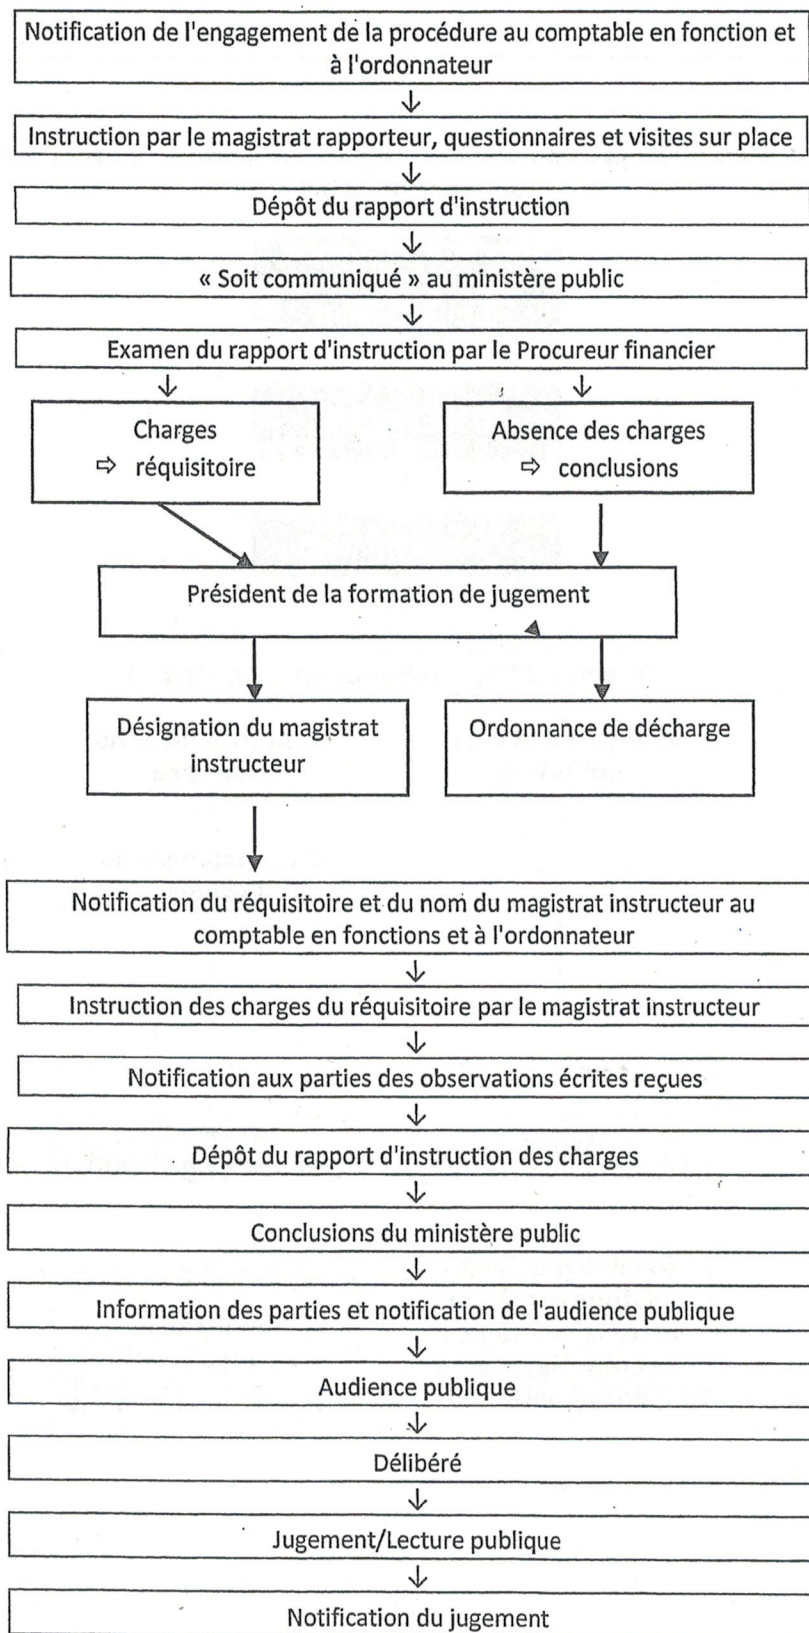 Notification de l'engagement de la procédure au comptable en fonction et
à l'ordonnateur
Instruction par le magistrat rapporteur, questionnaires et visites sur place
Dépôt du rapport d'instruction
« Soit communiqué » au ministère public
Examen du rapport d'instruction par le Procureur financier
Charges
⇨ réquisitoire
Absence des charges
⇨ conclusions
Président de la formation de jugement
Désignation du magistrat
instructeur
Ordonnance de décharge
Notification du réquisitoire et du nom du magistrat instructeur au
comptable en fonctions et à l'ordonnateur
Instruction des charges du réquisitoire par le magistrat instructeur
Notification aux parties des observations écrites reçues
Dépôt du rapport d'instruction des charges
Conclusions du ministère public
Information des parties et notification de l'audience publique
Audience publique
Délibéré
Jugement/Lecture publique
Notification du jugement